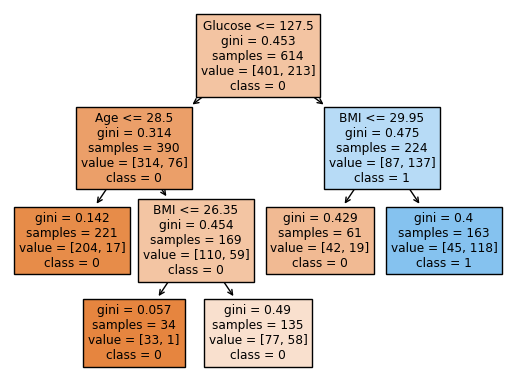 Glucose <= 127.5
gini = 0.453
samples = 614
value = [401, 213]
class = 0
Age <= 28.5
gini = 0.314
samples = 390
value = [314, 76]
class = 0
BMI <= 29.95
gini = 0.475
samples = 224
value = [87, 137]
class = 1
gini = 0.142
samples = 221
value = [204, 17]
class = 0
BMI <= 26.35
gini = 0.454
samples = 169
value = [110, 59]
class = 0
gini = 0.429
samples = 61
value = [42, 19]
class = 0
gini = 0.4
samples = 163
value = [45, 118]
class = 1
gini = 0.057
samples = 34
value = [33, 1]
class = 0
gini = 0.49
samples = 135
value = [77, 58]
class = 0